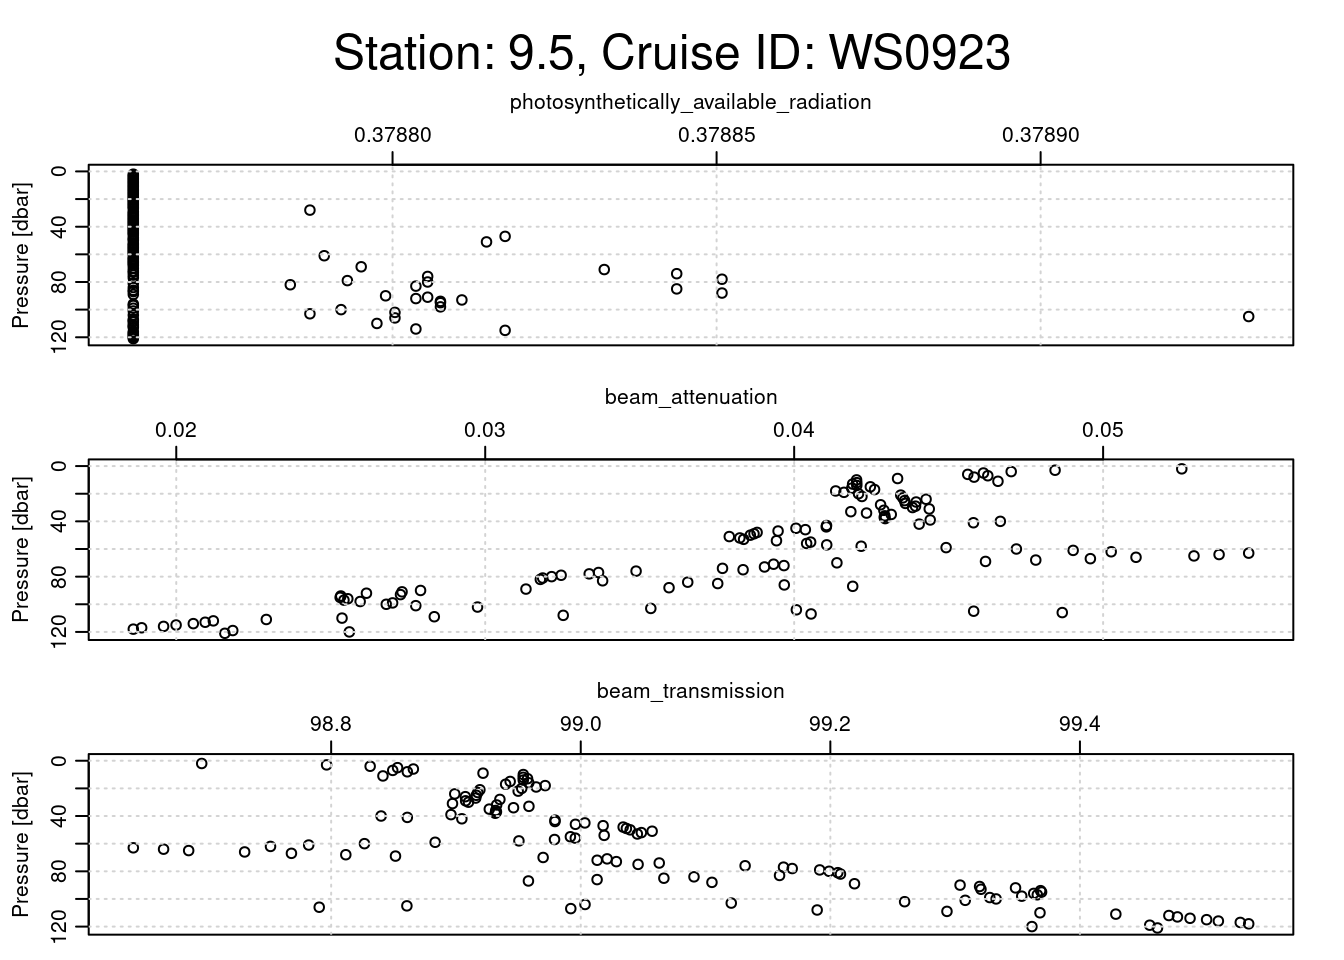 Station: 9.5, Cruise ID: WS0923
photosynthetically_available_radiation
0.37880 0.37885 0.37890
Pressure [dbar]
0 40 80 120
beam_attenuation
0.02 0.03 0.04 0.05
Pressure [dbar]
0 40 80 120
beam_transmission
98.8 99.0 99.2 99.4
Pressure [dbar]
0 40 80 120